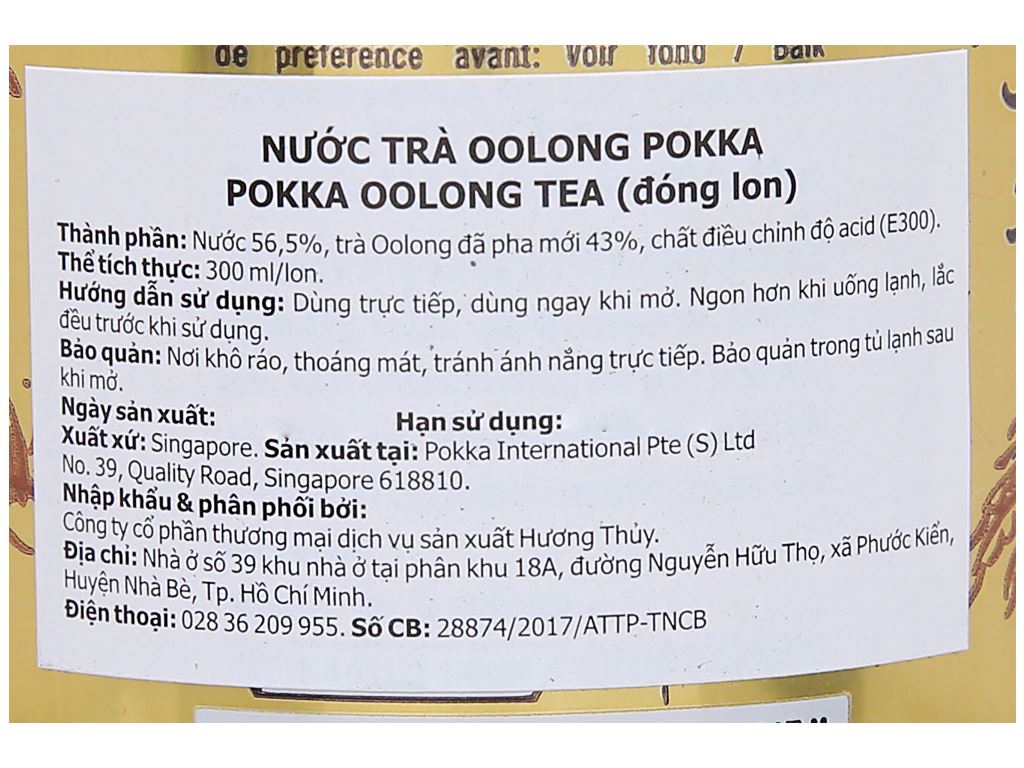 de préférence avant: Voir fond /
NƯỚC TRÀ OOLONG POKKA
POKKA OOLONG TEA (đóng lon)
Thành phần: Nước 56,5%, trà Oolong đã pha mới 43%, chất điều chỉnh độ acid (E300).
Thể tích thực: 300 ml/lon.
Hướng dẫn sử dụng: Dùng trực tiếp, dùng ngay khi mở. Ngon hơn khi uống lạnh, lắc
đều trước khi sử dụng.
Bảo quản: Nơi khô ráo, thoáng mát, tránh ánh nắng trực tiếp. Bảo quản trong tủ lạnh sau
khi mở.
Ngày sản xuất: Hạn sử dụng:
Xuất xứ: Singapore. Sản xuất tại: Pokka International Pte (S) Ltd
No. 39, Quality Road, Singapore 618810.
Nhập khẩu & phân phối bởi:
Công ty cổ phần thương mại dịch vụ sản xuất Hương Thủy.
Địa chỉ: Nhà ở số 39 khu nhà ở tại phân khu 18A, đường Nguyễn Hữu Thọ, xã Phước Kiển,
Huyện Nhà Bè, Tp. Hồ Chí Minh.
Điện thoại: 028 36 209 955. Số CB: 28874/2017/ATTP-TNCB